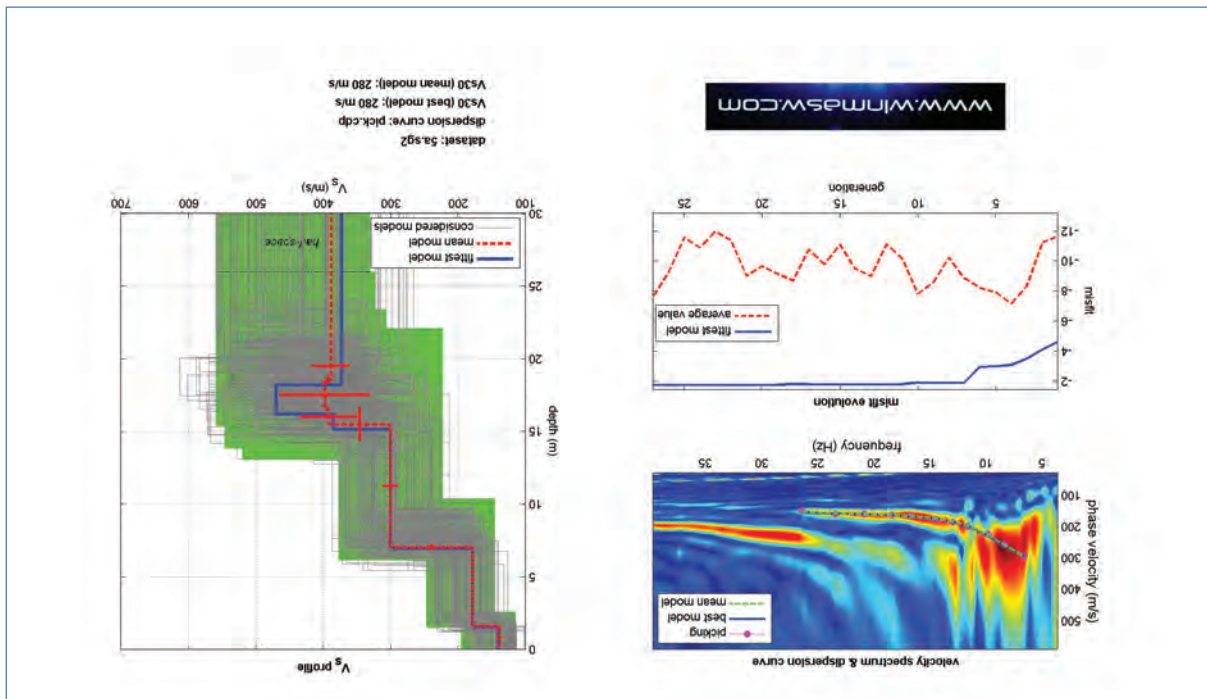 velocity spectrum & dispersion curve
picking
best model
mean model
phase velocity (m/s)
500
400
300
200
100
5 10 15 20 25 30 35
frequency (Hz)
misfit evolution
misfit
-2
-4
-6
-8
-10
-12
fittest model
average value
5 10 15 20 25
generation
www.winmasw.com
VS profile
0
5
10
15
20
25
30
depth (m)
half-space
fittest model
mean model
considered models
100 200 300 400 500 600 700
VS (m/s)
dataset: 5a.sg2
dispersion curve: pick.cdp
Vs30 (best model): 280 m/s
Vs30 (mean model): 280 m/s